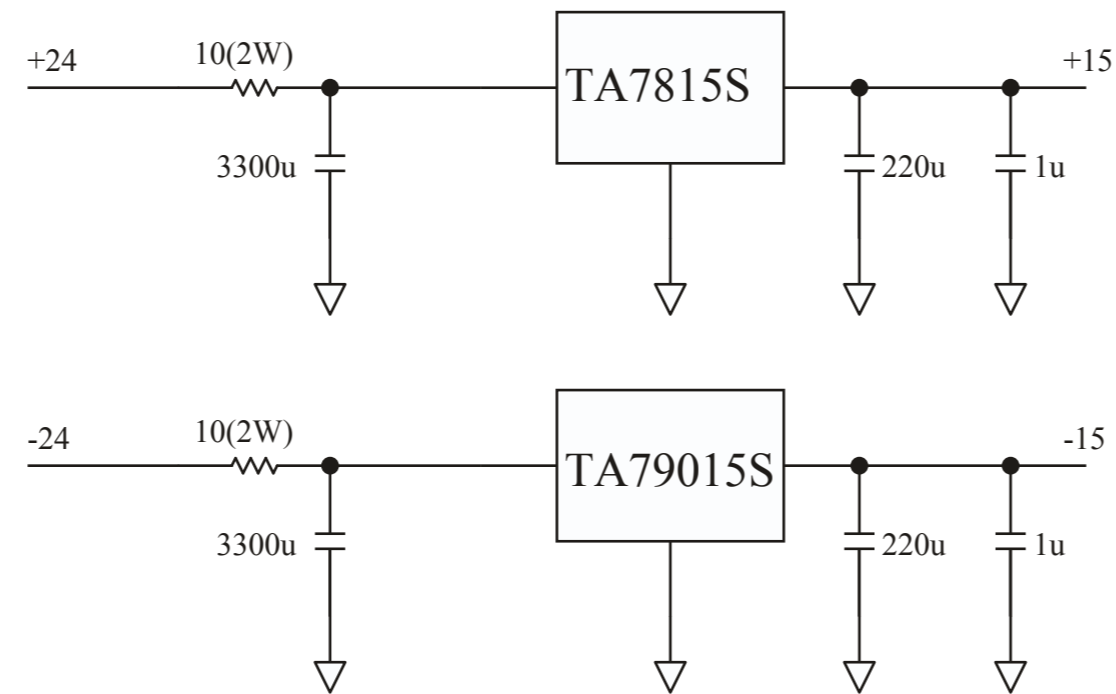 +24
10(2W)
3300u
TA7815S
220u
1u
+15
-24
10(2W)
3300u
TA79015S
220u
1u
-15